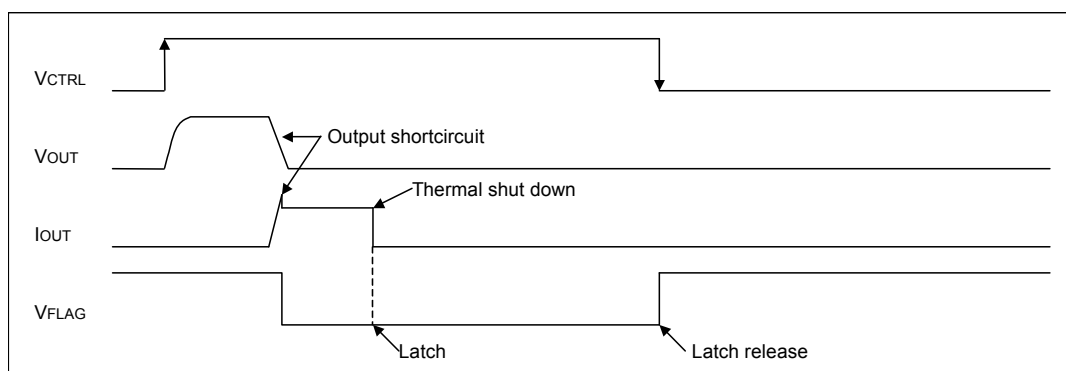 VCTRL
Output shortcircuit
VOUT
Thermal shut down
IOUT
VFLAG
Latch
Latch release